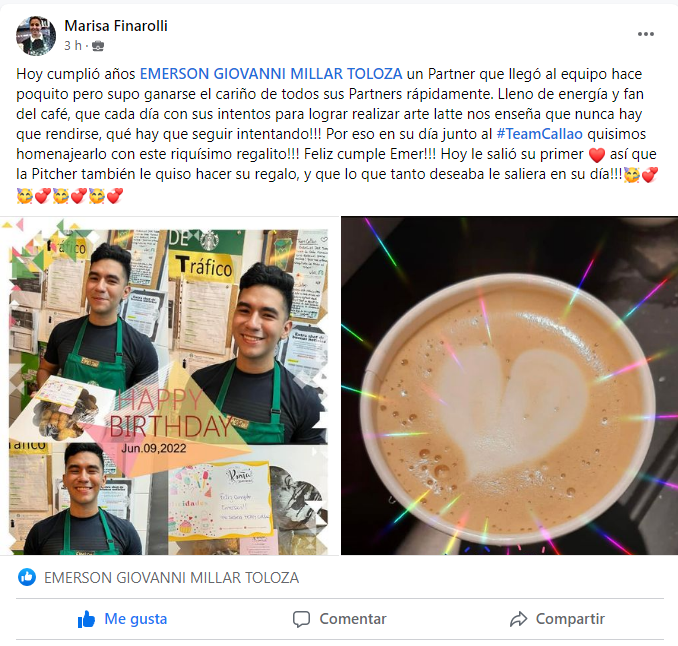 Marisa Finarolli
3 h ·
Hoy cumplió años EMERSON GIOVANNI MILLAR TOLOZA un Partner que llegó al equipo hace
poquito pero supo ganarse el cariño de todos sus Partners rápidamente. Lleno de energía y fan
del café, que cada día con sus intentos para lograr realizar arte latte nos enseña que nunca hay
que rendirse, qué hay que seguir intentando!!! Por eso en su día junto al #TeamCallao quisimos
homenajearlo con este riquísimo regalito!!! Feliz cumple Emer!!! Hoy le salió su primer ❤️ así que
la Pitcher también le quiso hacer su regalo, y que lo que tanto deseaba le saliera en su día!!!🥳💕
🥳💕🥳💕🥳💕
tráfico
DE
Tráfico
HAPPY
BIRTHDAY
Jun.09,2022
tráfico
Feliz Cumple
EMERSON GIOVANNI MILLAR TOLOZA
Me gusta
Comentar
Compartir